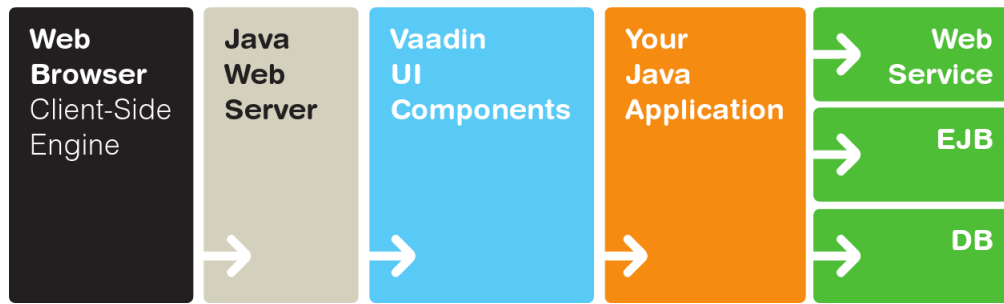 Web
Browser
Client-Side
Engine
Java
Web
Server
Vaadin
UI
Components
Your
Java
Application
Web
Service
EJB
DB